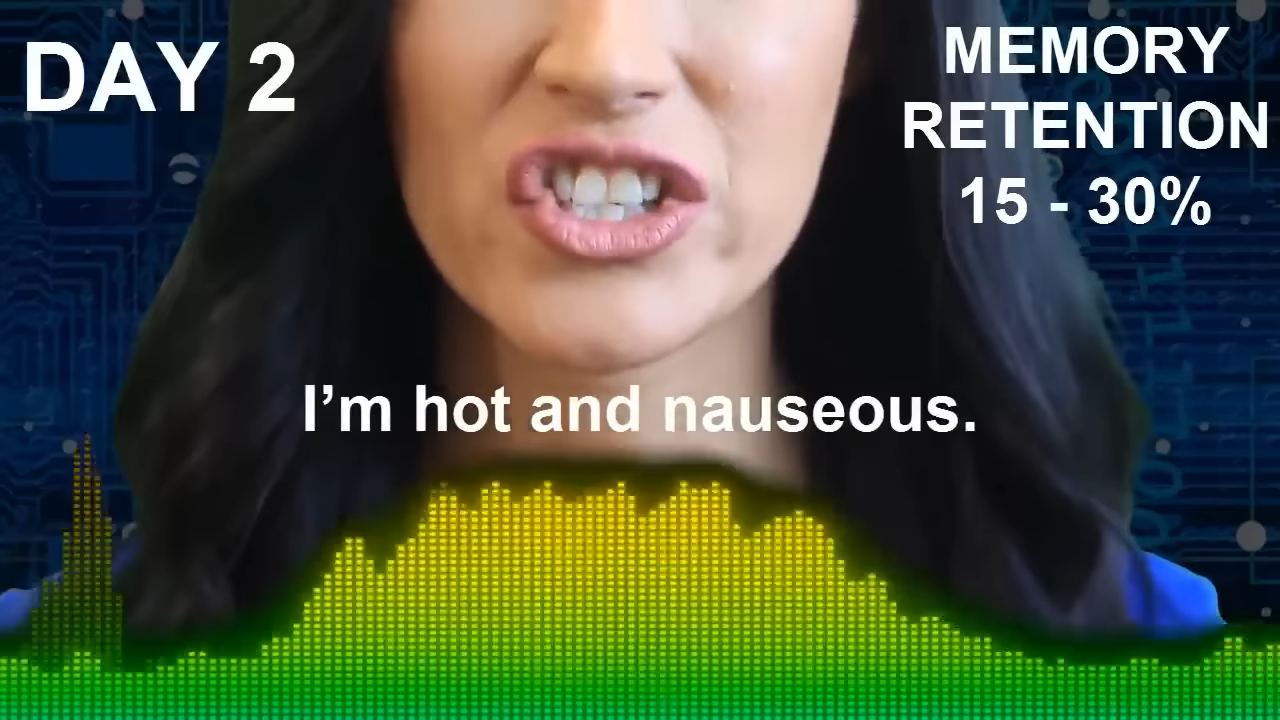 DAY 2
MEMORY
RETENTION
15 - 30%
I'm hot and nauseous.